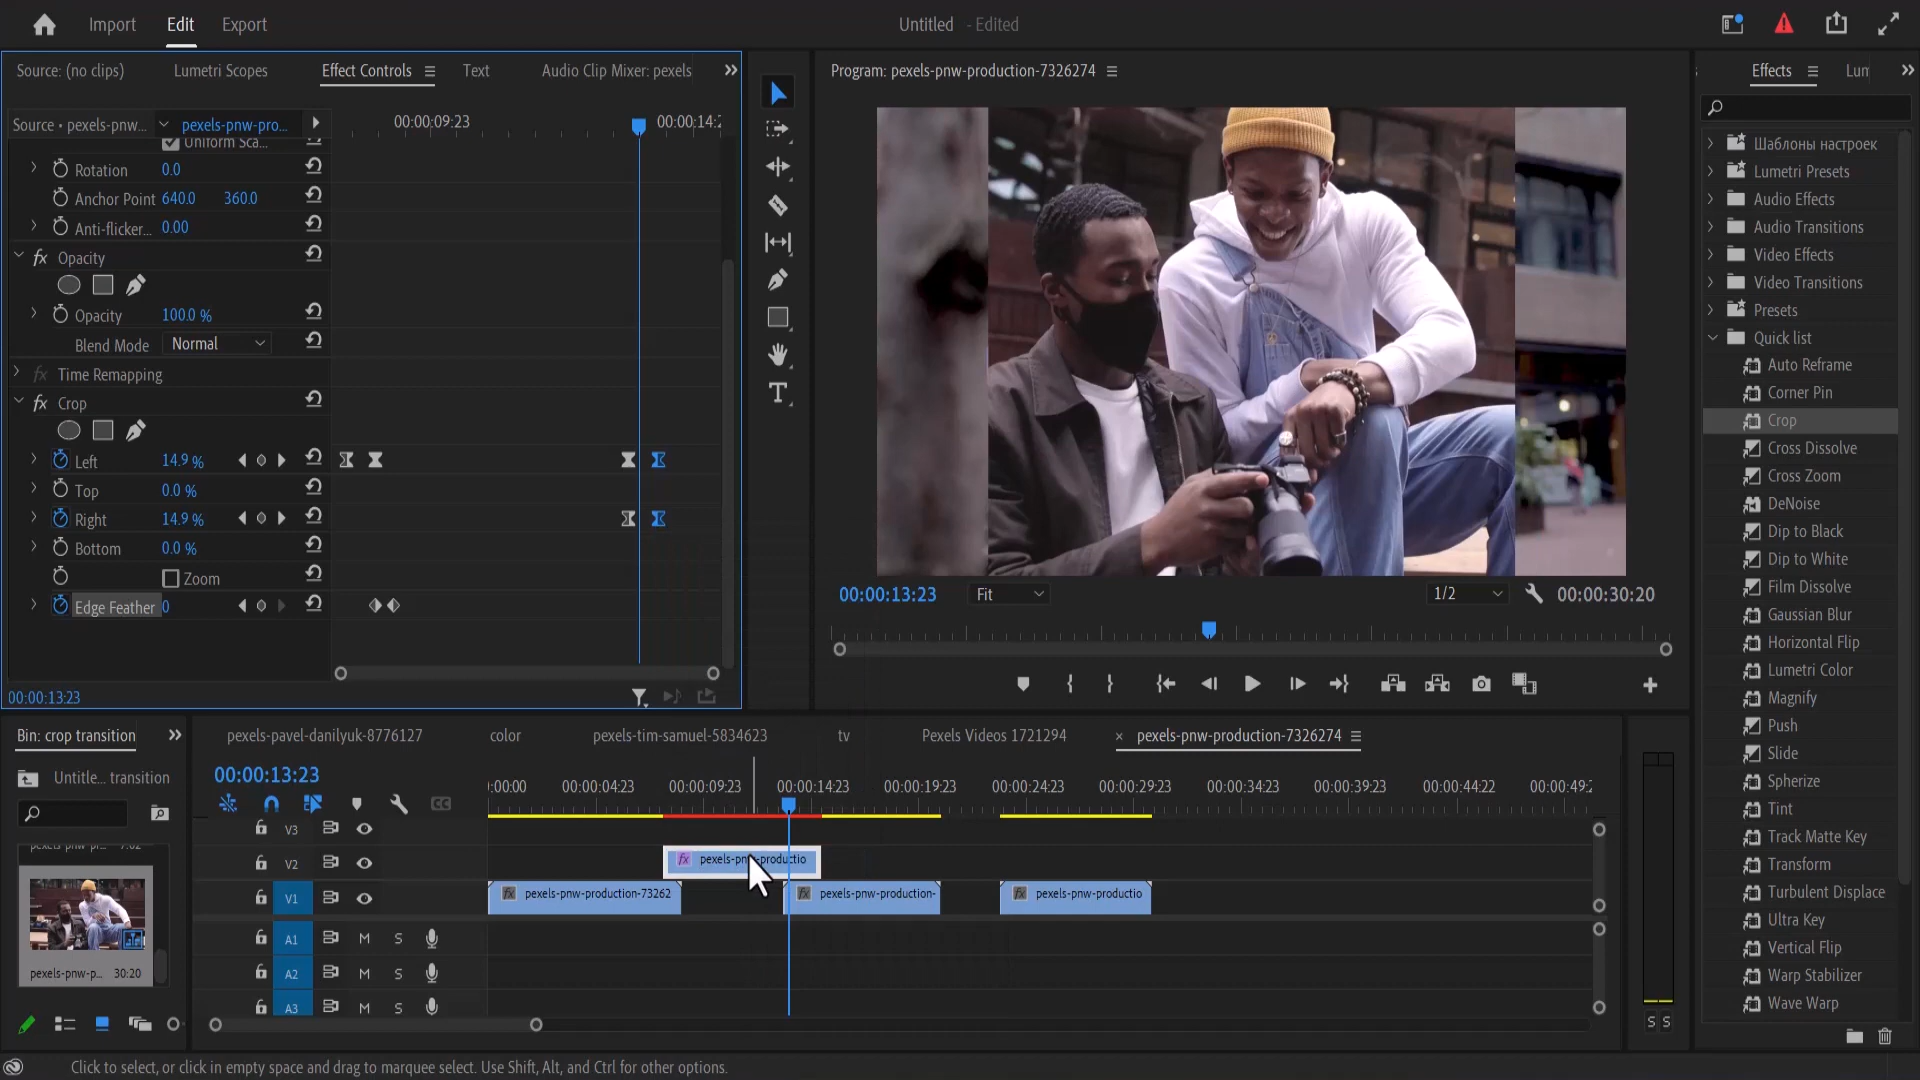 Import Edit Export Untitled - Edited
Source: (no clips) Lumetri Scopes Effect Controls Text Audio Clip Mixer: pexels
Source • pexels-pnw... pexels-pnw-pro...
00:00:09:23 00:00:14:2
Uniform Sca...
Rotation 0.0
Anchor Point 640.0 360.0
Anti-flicker... 0.00
fx Opacity
Opacity 100.0 %
Blend Mode Normal
fx Time Remapping
fx Crop
Left 14.9 %
Top 0.0 %
Right 14.9 %
Bottom 0.0 %
Zoom
Edge Feather 0
00:00:13:23
T
Program: pexels-pnw-production-7326274
00:00:13:23 Fit 1/2 00:00:30:20
Effects Lun
Шаблоны настроек
Lumetri Presets
Audio Effects
Audio Transitions
Video Effects
Video Transitions
Presets
Quick list
Auto Reframe
Corner Pin
Crop
Cross Dissolve
Cross Zoom
DeNoise
Dip to Black
Dip to White
Film Dissolve
Gaussian Blur
Horizontal Flip
Lumetri Color
Magnify
Push
Slide
Spherize
Tint
Track Matte Key
Transform
Turbulent Displace
Ultra Key
Vertical Flip
Warp Stabilizer
Wave Warp
Bin: crop transition
Untitle... transition
pexels-p... 30:20
pexels-pavel-danilyuk-8776127 color pexels-tim-samuel-5834623 tv Pexels Videos 1721294 × pexels-pnw-production-7326274
00:00:13:23
:00:00 00:00:04:23 00:00:09:23 00:00:14:23 00:00:19:23 00:00:24:23 00:00:29:23 00:00:34:23 00:00:39:23 00:00:44:22 00:00:49:2
CC
V3
V2 fx pexels-pnw-productio
V1 fx pexels-pnw-production-73262 fx pexels-pnw-production- fx pexels-pnw-productio
A1 M S
A2 M S
A3 M S
S S
Click to select, or click in empty space and drag to marquee select. Use Shift, Alt, and Ctrl for other options.